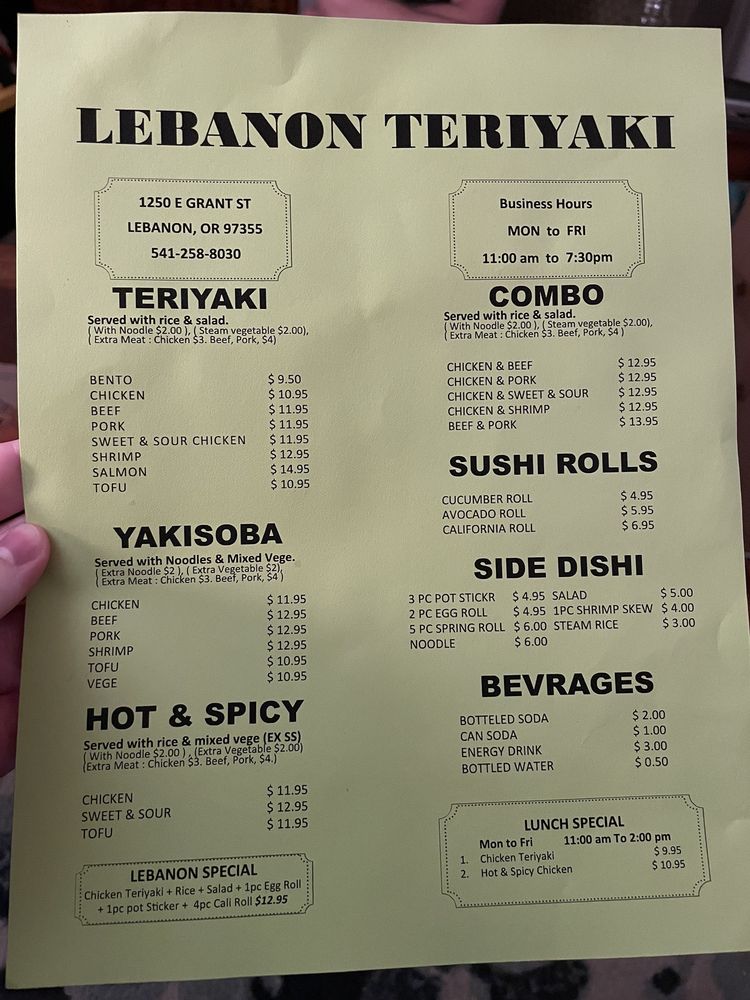 LEBANON TERIYAKI
1250 E GRANT ST
LEBANON, OR 97355
541-258-8030
Business Hours
MON to FRI
11:00 am to 7:30pm
TERIYAKI
Served with rice & salad.
( With Noodle $2.00 ), ( Steam vegetable $2.00),
( Extra Meat : Chicken $3. Beef, Pork, $4)
BENTO $ 9.50
CHICKEN $ 10.95
BEEF $ 11.95
PORK $ 11.95
SWEET & SOUR CHICKEN $ 11.95
SHRIMP $ 12.95
SALMON $ 14.95
TOFU $ 10.95
YAKISOBA
Served with Noodles & Mixed Vege.
( Extra Noodle $2 ), ( Extra Vegetable $2),
( Extra Meat : Chicken $3. Beef, Pork, $4 )
CHICKEN $ 11.95
BEEF $ 12.95
PORK $ 12.95
SHRIMP $ 12.95
TOFU $ 10.95
VEGE $ 10.95
HOT & SPICY
Served with rice & mixed vege (EX SS)
( With Noodle $2.00 ) , (Extra Vegetable $2.00)
(Extra Meat : Chicken $3. Beef, Pork, $4.)
CHICKEN $ 11.95
SWEET & SOUR $ 12.95
TOFU $ 11.95
LEBANON SPECIAL
Chicken Teriyaki + Rice + Salad + 1pc Egg Roll
+ 1pc pot Sticker + 4pc Cali Roll $12.95
COMBO
Served with rice & salad.
( With Noodle $2.00 ), ( Steam vegetable $2.00),
( Extra Meat : Chicken $3. Beef, Pork, $4 )
CHICKEN & BEEF $ 12.95
CHICKEN & PORK $ 12.95
CHICKEN & SWEET & SOUR $ 12.95
CHICKEN & SHRIMP $ 12.95
BEEF & PORK $ 13.95
SUSHI ROLLS
CUCUMBER ROLL $ 4.95
AVOCADO ROLL $ 5.95
CALIFORNIA ROLL $ 6.95
SIDE DISHI
3 PC POT STICKR $ 4.95 SALAD $ 5.00
2 PC EGG ROLL $ 4.95 1PC SHRIMP SKEW $ 4.00
5 PC SPRING ROLL $ 6.00 STEAM RICE $ 3.00
NOODLE $ 6.00
BEVRAGES
BOTTELED SODA $ 2.00
CAN SODA $ 1.00
ENERGY DRINK $ 3.00
BOTTLED WATER $ 0.50
LUNCH SPECIAL
Mon to Fri 11:00 am To 2:00 pm
1. Chicken Teriyaki $ 9.95
2. Hot & Spicy Chicken $ 10.95